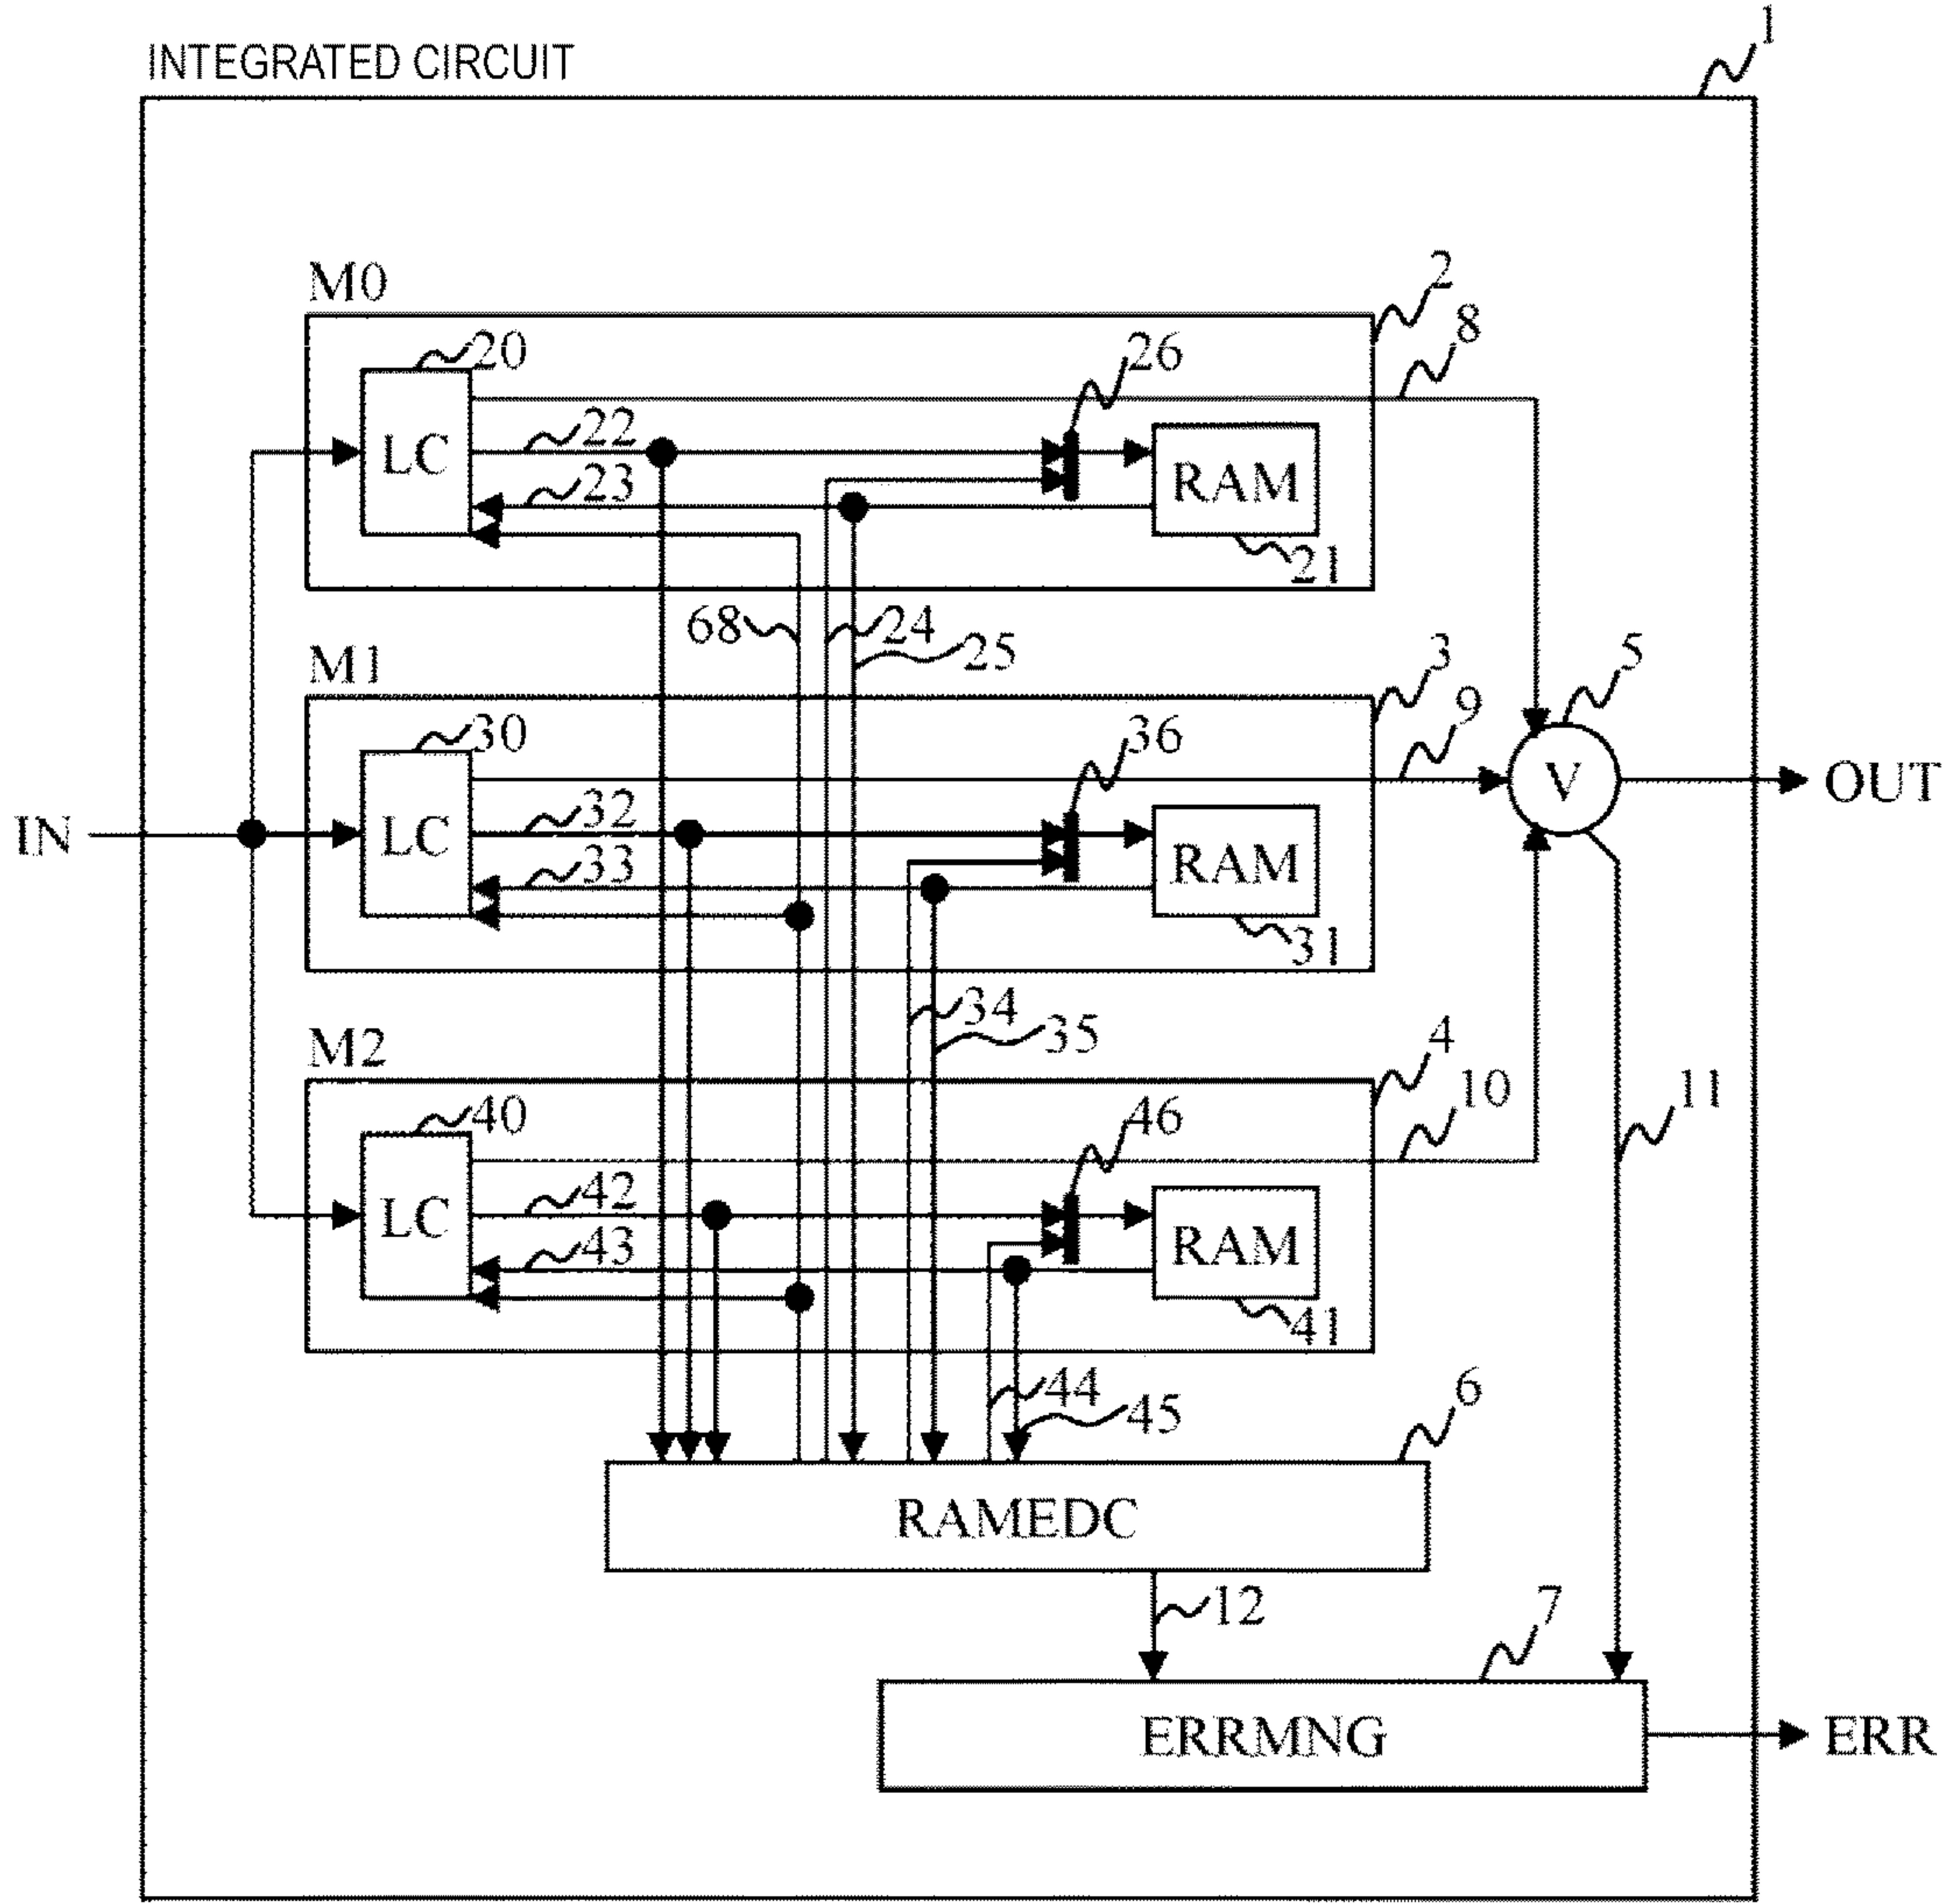 1
INTEGRATED CIRCUIT
M0
2
8
20
26
LC
22
23
RAM
21
68
24
25
M1
3
5
9
30
36
IN
LC
32
33
RAM
31
V
OUT
34
35
M2
4
10
11
40
46
LC
42
43
RAM
41
44
45
6
RAMEDC
12
7
ERRMNG
ERR